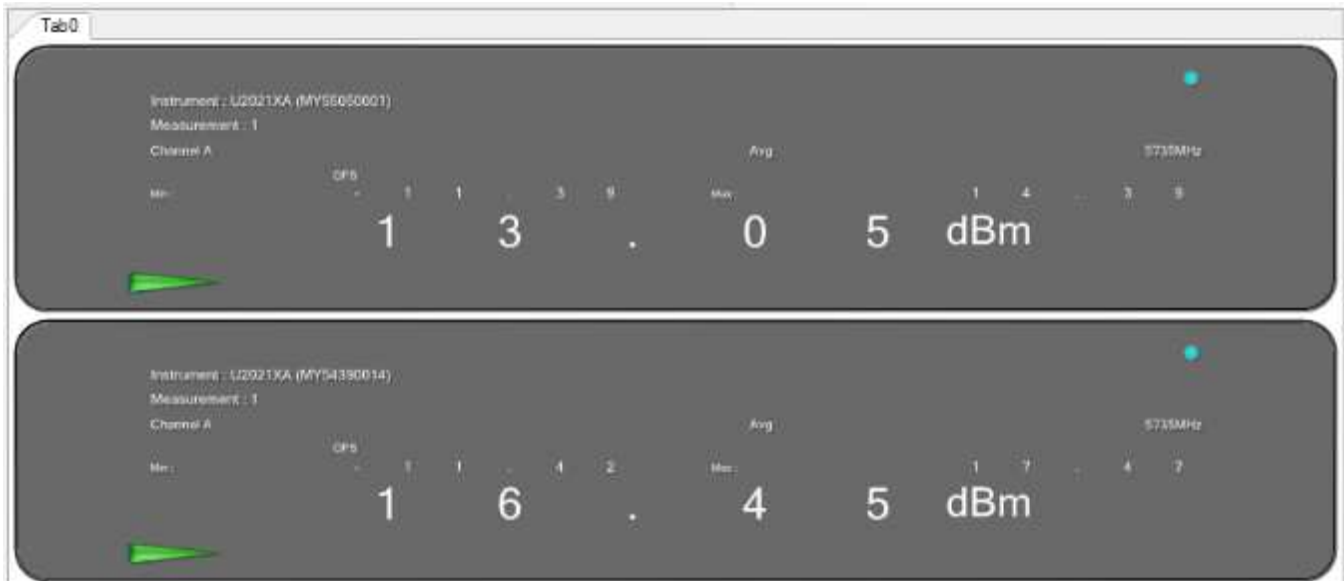 Tab0
Instrument : U2021XA (MY55050001)
Measurement : 1
Channel A Avg 5735MHz
OFS
Min : - 1 1 . 3 9 Max : 1 4 . 3 9
1 3 . 0 5 dBm
Instrument : U2021XA (MY54390014)
Measurement : 1
Channel A Avg 5735MHz
OFS
Min : - 1 1 . 4 2 Max : 1 7 . 4 7
1 6 . 4 5 dBm